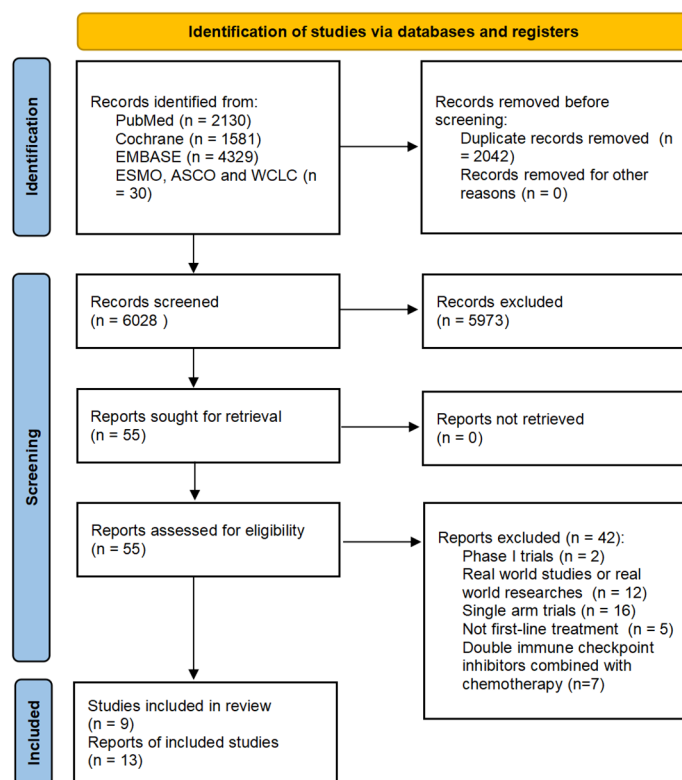 Identification of studies via databases and registers
Identification
Records identified from:
PubMed (n = 2130)
Cochrane (n = 1581)
EMBASE (n = 4329)
ESMO, ASCO and WCLC (n
= 30)
Records removed before
screening:
Duplicate records removed (n
= 2042)
Records removed for other
reasons (n = 0)
Screening
Records screened
(n = 6028 )
Records excluded
(n = 5973)
Reports sought for retrieval
(n = 55)
Reports not retrieved
(n = 0)
Reports assessed for eligibility
(n = 55)
Reports excluded (n = 42):
Phase I trials (n = 2)
Real world studies or real
world researches (n = 12)
Single arm trials (n = 16)
Not first-line treatment (n = 5)
Double immune checkpoint
inhibitors combined with
chemotherapy (n=7)
Included
Studies included in review
(n = 9)
Reports of included studies
(n = 13)